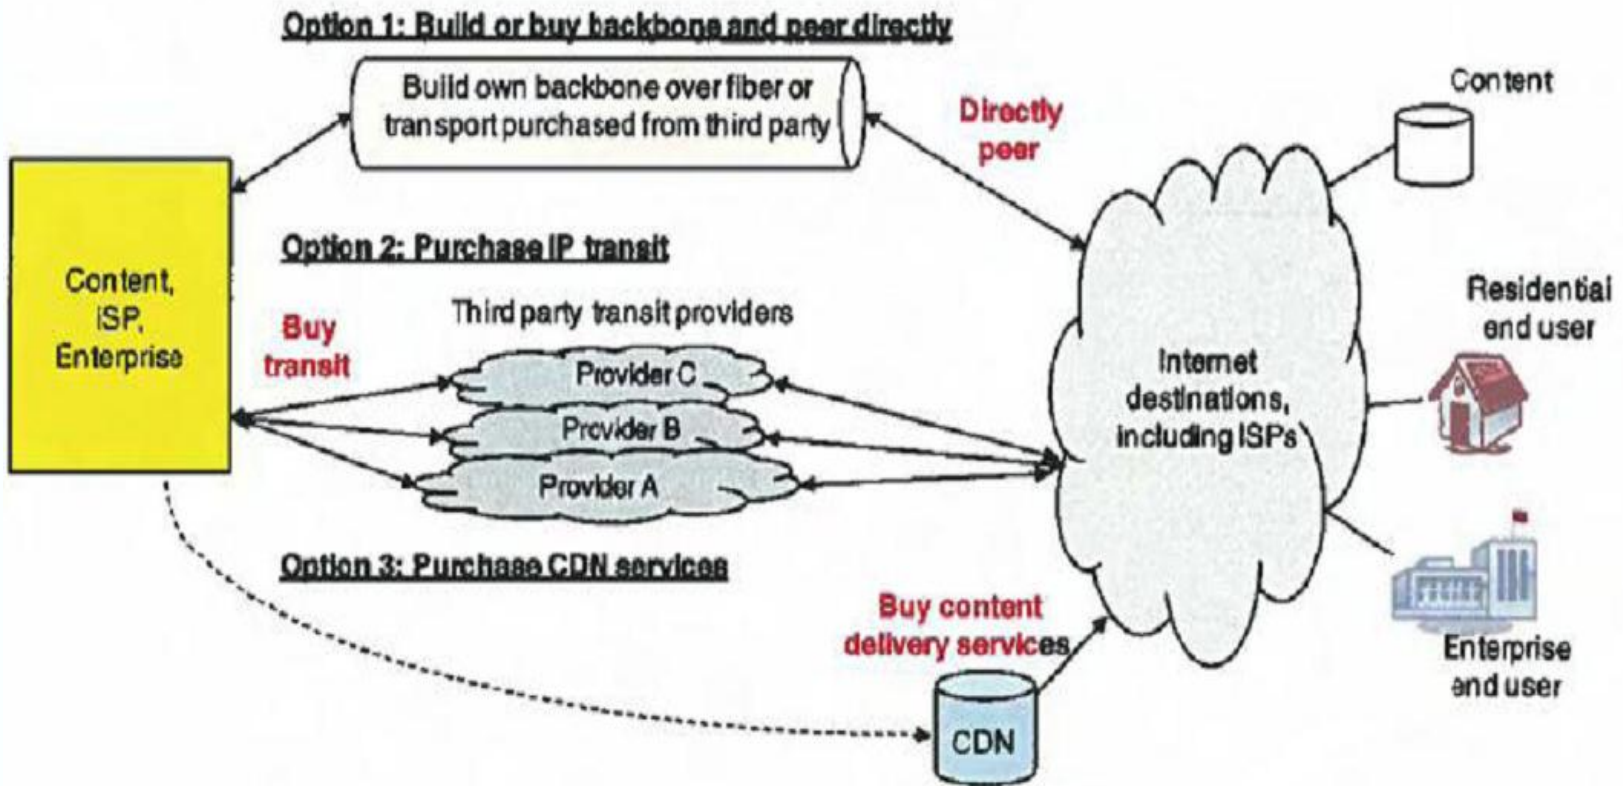 Option 1: Build or buy backbone and peer directly
Build own backbone over fiber or
transport purchased from third party
Directly
peer
Content
Option 2: Purchase IP transit
Content,
ISP,
Enterprise
Buy
transit
Third party transit providers
Provider C
Provider B
Provider A
Internet
destinations,
including ISPs
Residential
end user
Option 3: Purchase CDN services
Buy content
delivery services
CDN
Enterprise
end user